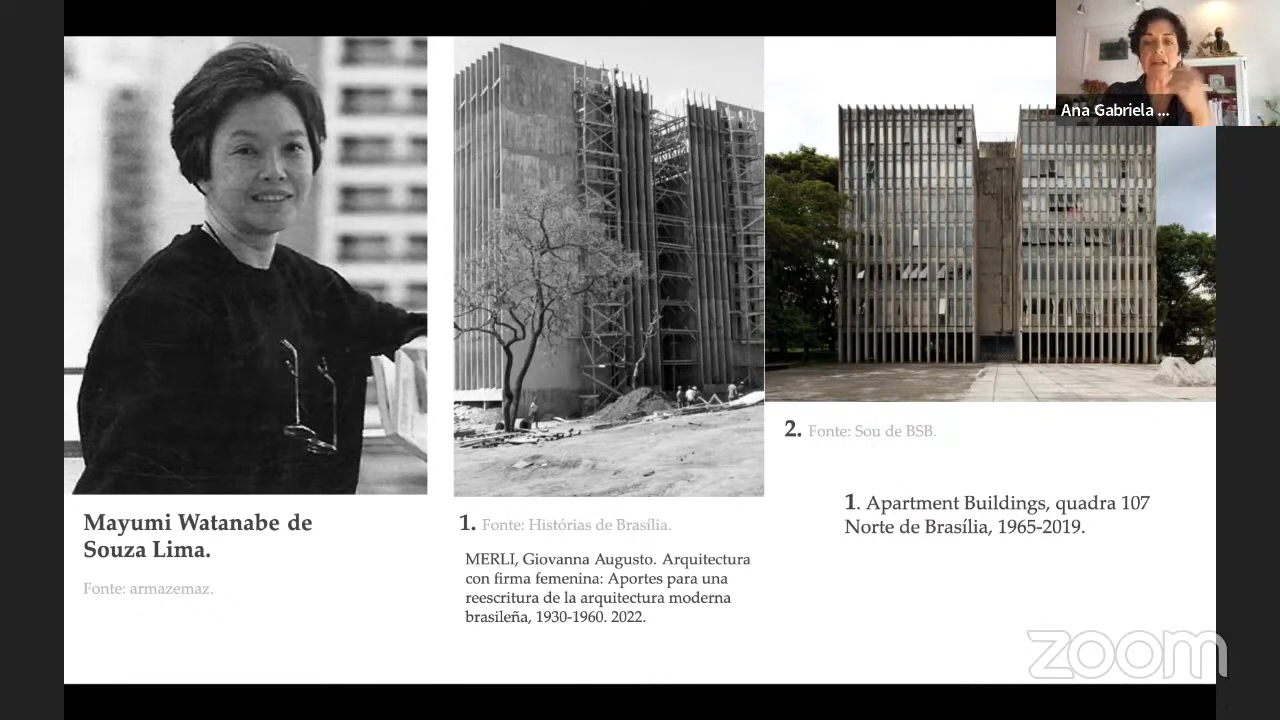 Ana Gabriela ...
Mayumi Watanabe de
Souza Lima.
Fonte: armazemaz.
1. Fonte: Histórias de Brasília.
MERLI, Giovanna Augusto. Arquitectura
con firma femenina: Aportes para una
reescritura de la arquitectura moderna
brasileña, 1930-1960. 2022.
2. Fonte: Sou de BSB.
1. Apartment Buildings, quadra 107
Norte de Brasília, 1965-2019.
zoom